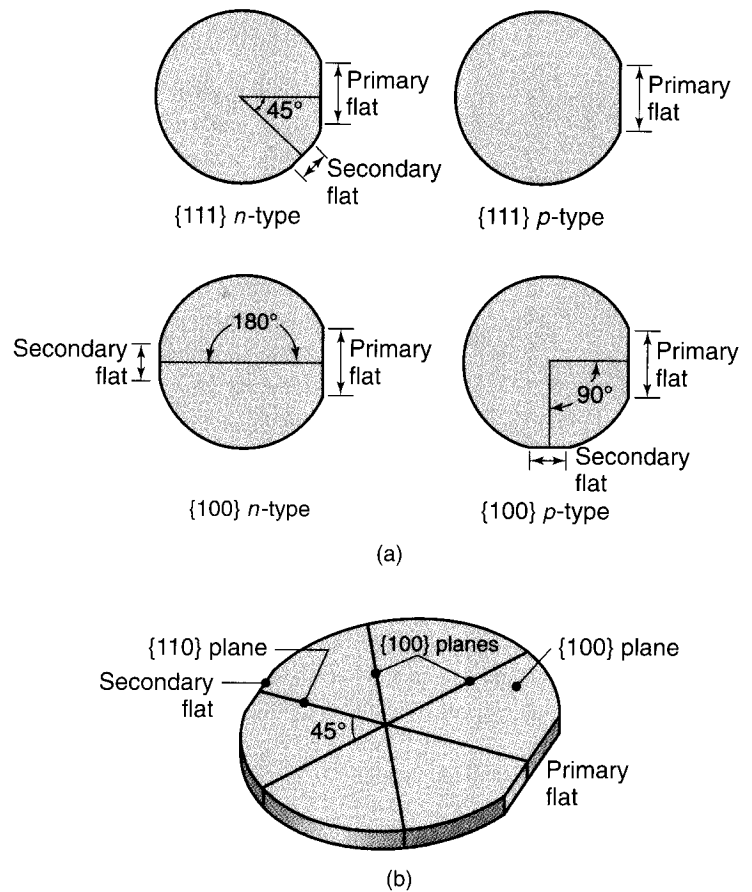 Primary
flat
45°
Secondary
flat
{111} n-type
Primary
flat
{111} p-type
Secondary
flat
180°
Primary
flat
{100} n-type
90°
Primary
flat
Secondary
flat
{100} p-type
(a)
{110} plane
Secondary
flat
{100} planes
{100} plane
45°
Primary
flat
(b)